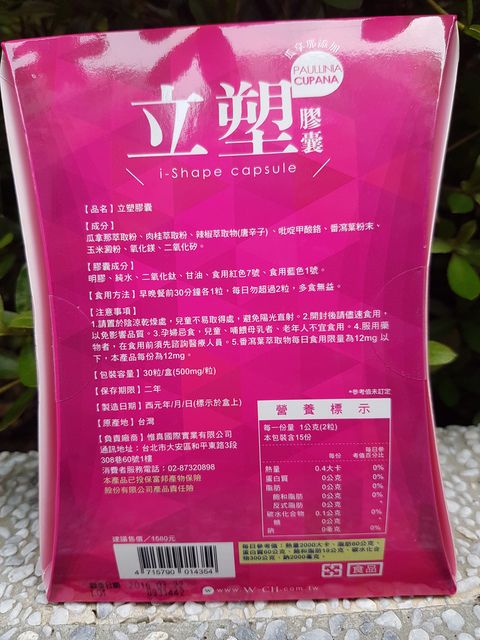 瓜拿那添加
PAULLINIA
CUPANA
立塑
膠囊
i-Shape capsule
【品名】立塑膠囊
【成分】
瓜拿那萃取粉、肉桂萃取粉、辣椒萃取物(唐辛子)、吡啶甲酸鉻、番瀉葉粉末、
玉米澱粉、氧化鎂、二氧化矽。
【膠囊成分】
明膠、純水、二氧化鈦、甘油、食用紅色7號、食用藍色1號。
【食用方法】早晚餐前30分鐘各1粒，每日勿超過2粒，多食無益。
【注意事項】
1.請置於陰涼乾燥處，兒童不易取得處，避免陽光直射。2.開封後請儘速食用，
以免影響品質。3.孕婦忌食，兒童、哺餵母乳者、老年人不宜食用。4.服用藥
物者，在食用前須先諮詢醫療人員。5.番瀉葉萃取物每日食用限量為12mg 以
下，本產品每份為12mg。
【包裝容量】30粒/盒(500mg/粒)
【保存期限】二年
【製造日期】西元年/月/日(標示於盒上)
【原產地】台灣
【負責廠商】惟真國際實業有限公司
通訊地址：台北市大安區和平東路3段
308巷60號1樓
消費者服務電話：02-87320898
本產品已投保富邦產物保險
股份有限公司產品責任險
*參考值未訂定
營養標示
每一份量 1公克(2粒)
本包裝含15份
每份 每日參考值百分比
熱量 0.4大卡 0%
蛋白質 0公克 0%
脂肪 0公克 0%
飽和脂肪 0公克 0%
反式脂肪 0公克 *
碳水化合物 0.1公克 0%
糖 0公克 *
鈉 0毫克 0%
每日參考值：熱量2000大卡、蛋白質60公克、脂肪60公克、飽和脂肪18公克、碳水化合物300公克、鈉2000毫克。
建議售價／1680元
4 715790 014354
有效日期
LOT
食品
www.W-CH.com.tw